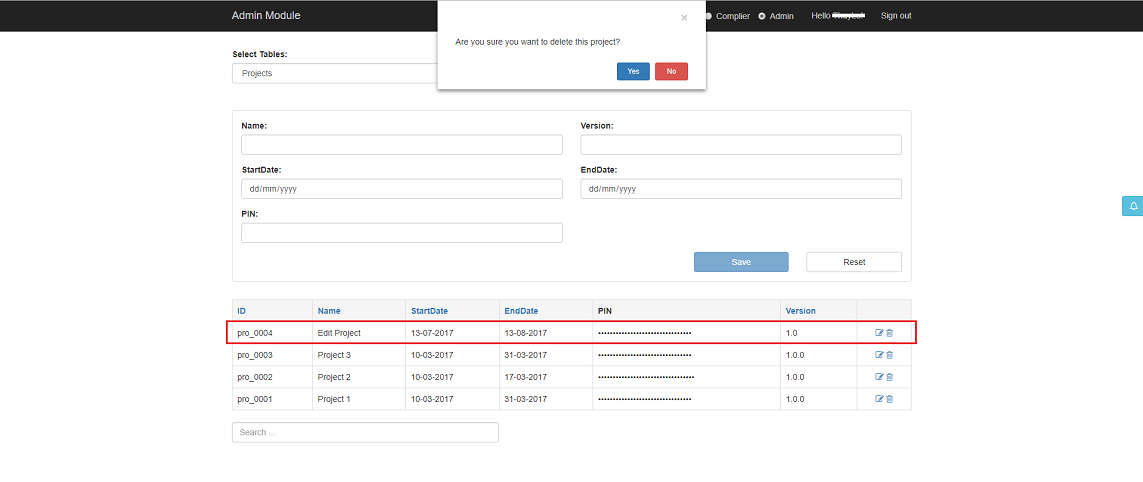 Admin Module
Complier Admin Hello Sign out
×
Are you sure you want to delete this project?
Yes No
Select Tables:
Projects
Name: Version:
StartDate: EndDate:
dd/mm/yyyy dd/mm/yyyy
PIN:
Save Reset
ID Name StartDate EndDate PIN Version
pro_0004 Edit Project 13-07-2017 13-08-2017 •••••••••••••••••••••••••••••••• 1.0
pro_0003 Project 3 10-03-2017 31-03-2017 •••••••••••••••••••••••••••••••• 1.0.0
pro_0002 Project 2 10-03-2017 17-03-2017 ••••••••••••••••••••••••••••••••• 1.0.0
pro_0001 Project 1 10-03-2017 31-03-2017 •••••••••••••••••••••••••••••••• 1.0.0
Search ...